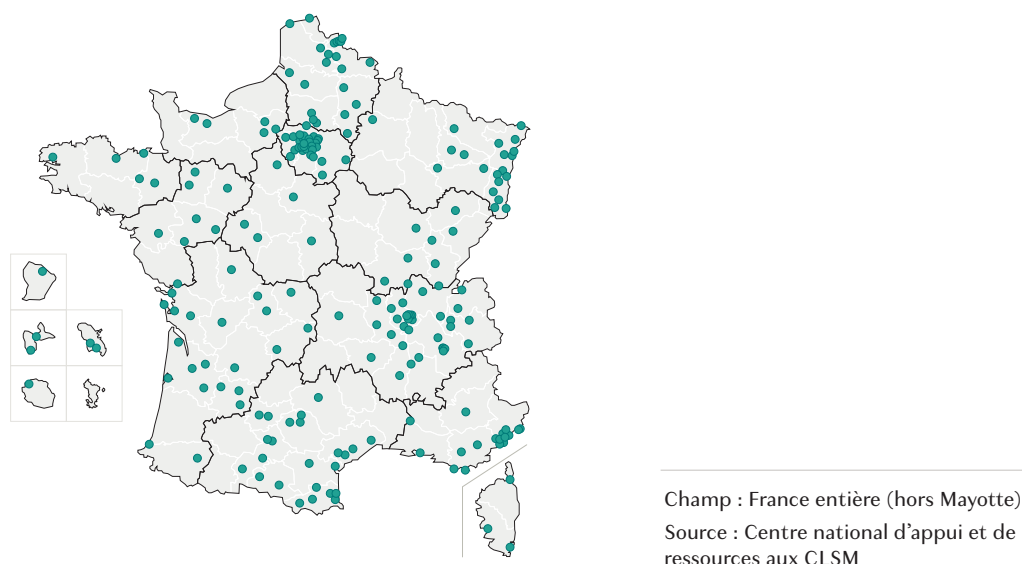 Champ : France entière (hors Mayotte)
Source : Centre national d'appui et de
ressources aux CLSM